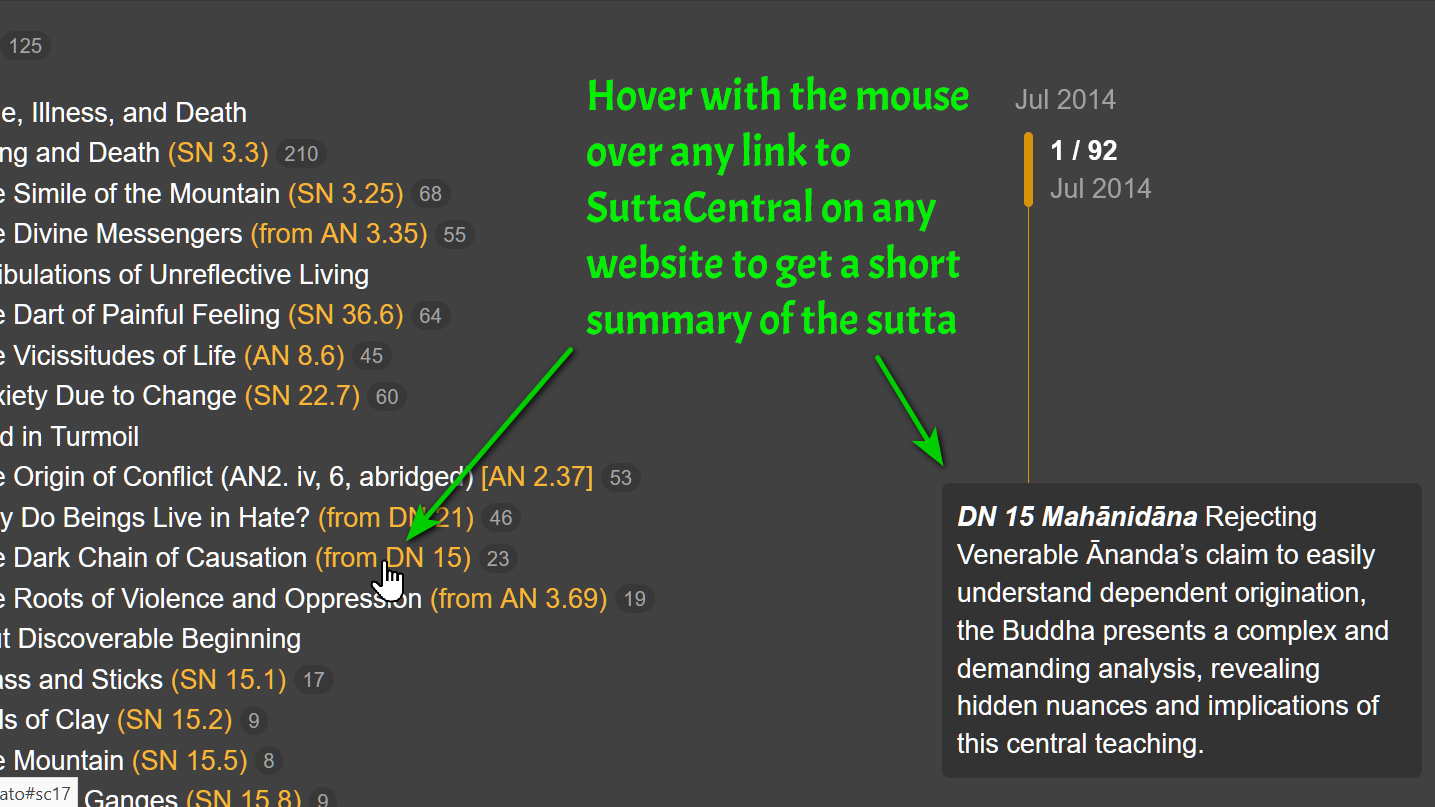 125
e, Illness, and Death
ng and Death (SN 3.3) 210
e Simile of the Mountain (SN 3.25) 68
e Divine Messengers (from AN 3.35) 55
ibulations of Unreflective Living
e Dart of Painful Feeling (SN 36.6) 64
e Vicissitudes of Life (AN 8.6) 45
xiety Due to Change (SN 22.7) 60
d in Turmoil
e Origin of Conflict (AN2. iv, 6, abridged) [AN 2.37] 53
y Do Beings Live in Hate? (from DN 21) 46
e Dark Chain of Causation (from DN 15) 23
e Roots of Violence and Oppression (from AN 3.69) 19
t Discoverable Beginning
ass and Sticks (SN 15.1) 17
ls of Clay (SN 15.2) 9
e Mountain (SN 15.5) 8
Ganges (SN 15.8) 9
ato#sc17
Hover with the mouse
over any link to
SuttaCentral on any
website to get a short
summary of the sutta
Jul 2014
1 / 92
Jul 2014
DN 15 Mahānidāna Rejecting
Venerable Ānanda’s claim to easily
understand dependent origination,
the Buddha presents a complex and
demanding analysis, revealing
hidden nuances and implications of
this central teaching.